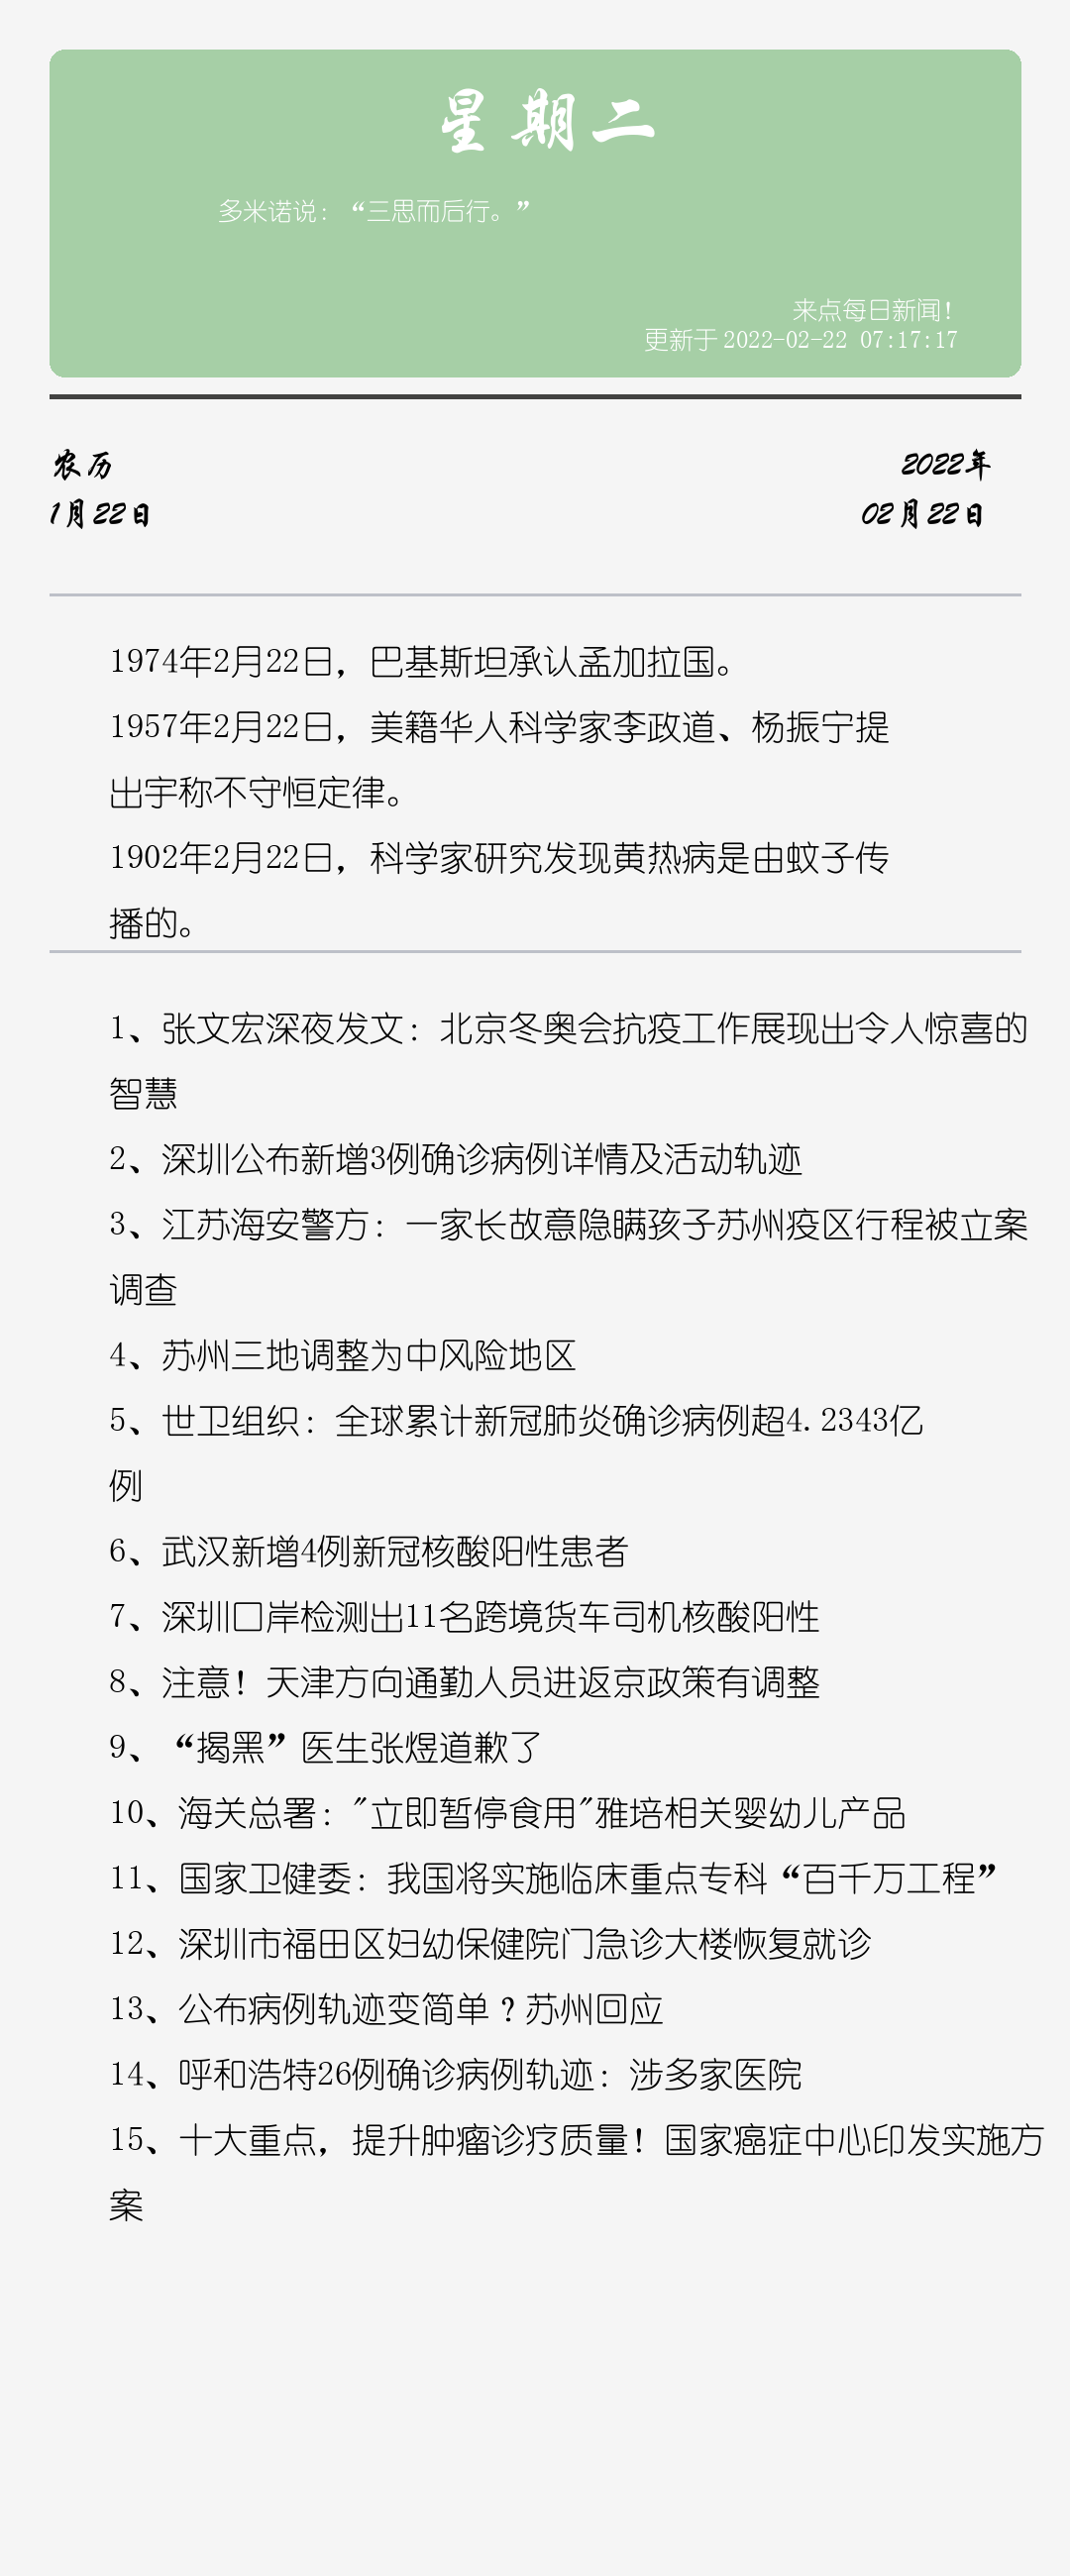 星期二
多米诺说：“三思而后行。”
来点每日新闻！
更新于 2022-02-22 07:17:17
农历
2022年
1月22日
02月22日
1974年2月22日，巴基斯坦承认孟加拉国。
1957年2月22日，美籍华人科学家李政道、杨振宁提
出宇称不守恒定律。
1902年2月22日，科学家研究发现黄热病是由蚊子传
播的。
1、张文宏深夜发文：北京冬奥会抗疫工作展现出令人惊喜的
智慧
2、深圳公布新增3例确诊病例详情及活动轨迹
3、江苏海安警方：一家长故意隐瞒孩子苏州疫区行程被立案
调查
4、苏州三地调整为中风险地区
5、世卫组织：全球累计新冠肺炎确诊病例超4.2343亿
例
6、武汉新增4例新冠核酸阳性患者
7、深圳口岸检测出11名跨境货车司机核酸阳性
8、注意！天津方向通勤人员进返京政策有调整
9、“揭黑”医生张煜道歉了
10、海关总署："立即暂停食用"雅培相关婴幼儿产品
11、国家卫健委：我国将实施临床重点专科“百千万工程”
12、深圳市福田区妇幼保健院门急诊大楼恢复就诊
13、公布病例轨迹变简单？苏州回应
14、呼和浩特26例确诊病例轨迹：涉多家医院
15、十大重点，提升肿瘤诊疗质量！国家癌症中心印发实施方
案